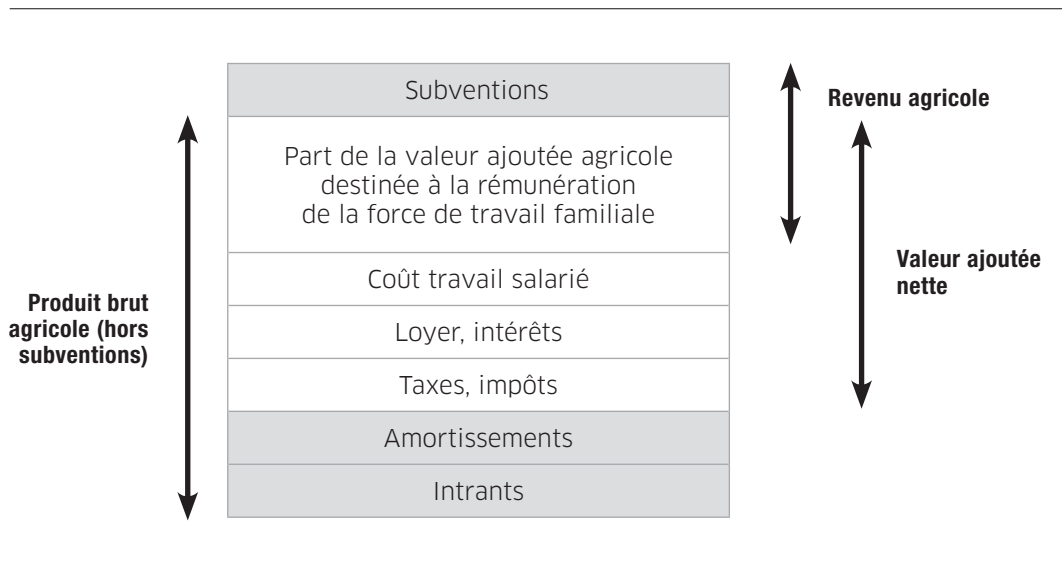 Subventions
Revenu agricole
Part de la valeur ajoutée agricole
destinée à la rémunération
de la force de travail familiale
Coût travail salarié
Valeur ajoutée
nette
Produit brut
agricole (hors
subventions)
Loyer, intérêts
Taxes, impôts
Amortissements
Intrants